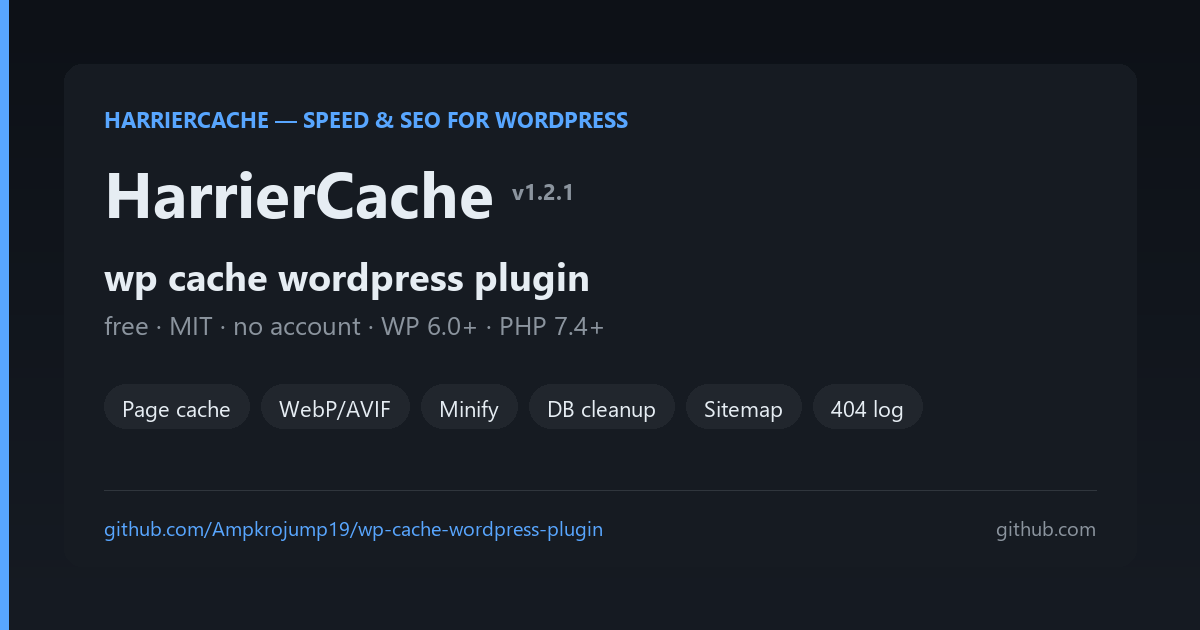 HARRIERCACHE — SPEED & SEO FOR WORDPRESS
HarrierCache v1.2.1
wp cache wordpress plugin
free · MIT · no account · WP 6.0+ · PHP 7.4+
Page cache WebP/AVIF Minify DB cleanup Sitemap 404 log
github.com/Ampkrojump19/wp-cache-wordpress-plugin github.com